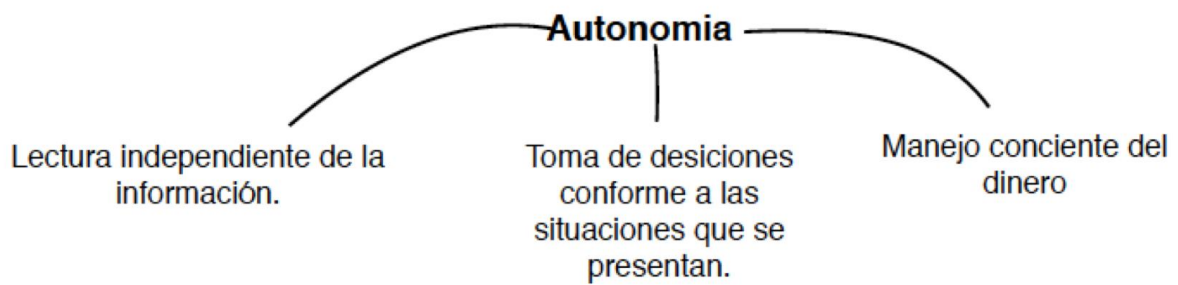 Autonomia
Lectura independiente de la
información.
Toma de desiciones
conforme a las
situaciones que se
presentan.
Manejo conciente del
dinero